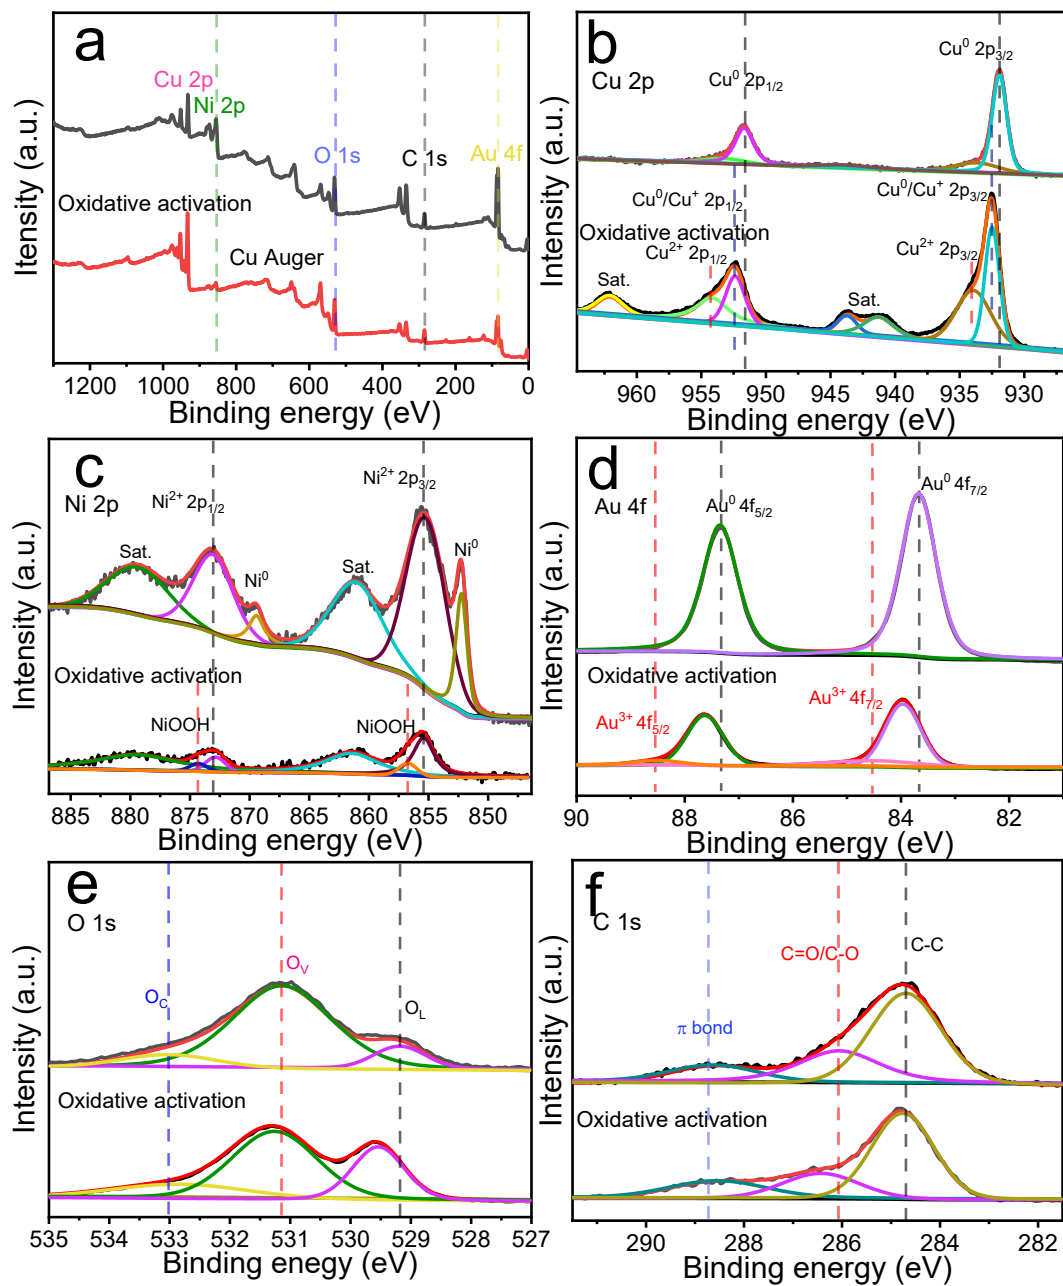 a
Cu 2p
Ni 2p
O 1s
C 1s
Au 4f
Oxidative activation
Cu Auger
Itensity (a.u.)
1200 1000 800 600 400 200 0
Binding energy (eV)
b
Cu 2p
Cu⁰ 2p₁/₂
Cu⁰ 2p₃/₂
Cu⁰/Cu⁺ 2p₁/₂
Cu⁰/Cu⁺ 2p₃/₂
Oxidative activation
Cu²⁺ 2p₁/₂
Cu²⁺ 2p₃/₂
Sat.
Sat.
Intensity (a.u.)
960 955 950 945 940 935 930
Binding energy (eV)
c
Ni 2p
Ni²⁺ 2p₁/₂
Ni²⁺ 2p₃/₂
Sat.
Ni⁰
Sat.
Ni⁰
Oxidative activation
NiOOH
NiOOH
Intensity (a.u.)
885 880 875 870 865 860 855 850
Binding energy (eV)
d
Au 4f
Au⁰ 4f₅/₂
Au⁰ 4f₇/₂
Oxidative activation
Au³⁺ 4f₅/₂
Au³⁺ 4f₇/₂
Intensity (a.u.)
90 88 86 84 82
Binding energy (eV)
e
O 1s
O_C
O_V
O_L
Oxidative activation
Intensity (a.u.)
535 534 533 532 531 530 529 528 527
Binding energy (eV)
f
C 1s
C=O/C-O
C-C
π bond
Oxidative activation
Intensity (a.u.)
290 288 286 284 282
Binding energy (eV)